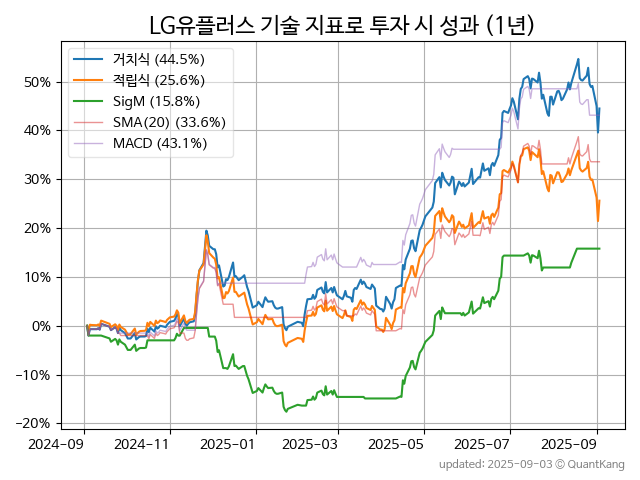 LG유플러스 기술 지표로 투자 시 성과 (1년)
거치식 (44.5%)
적립식 (25.6%)
SigM (15.8%)
SMA(20) (33.6%)
MACD (43.1%)
50%
40%
30%
20%
10%
0%
−10%
−20%
2024-09 2024-11 2025-01 2025-03 2025-05 2025-07 2025-09
updated: 2025-09-03 © QuantKang